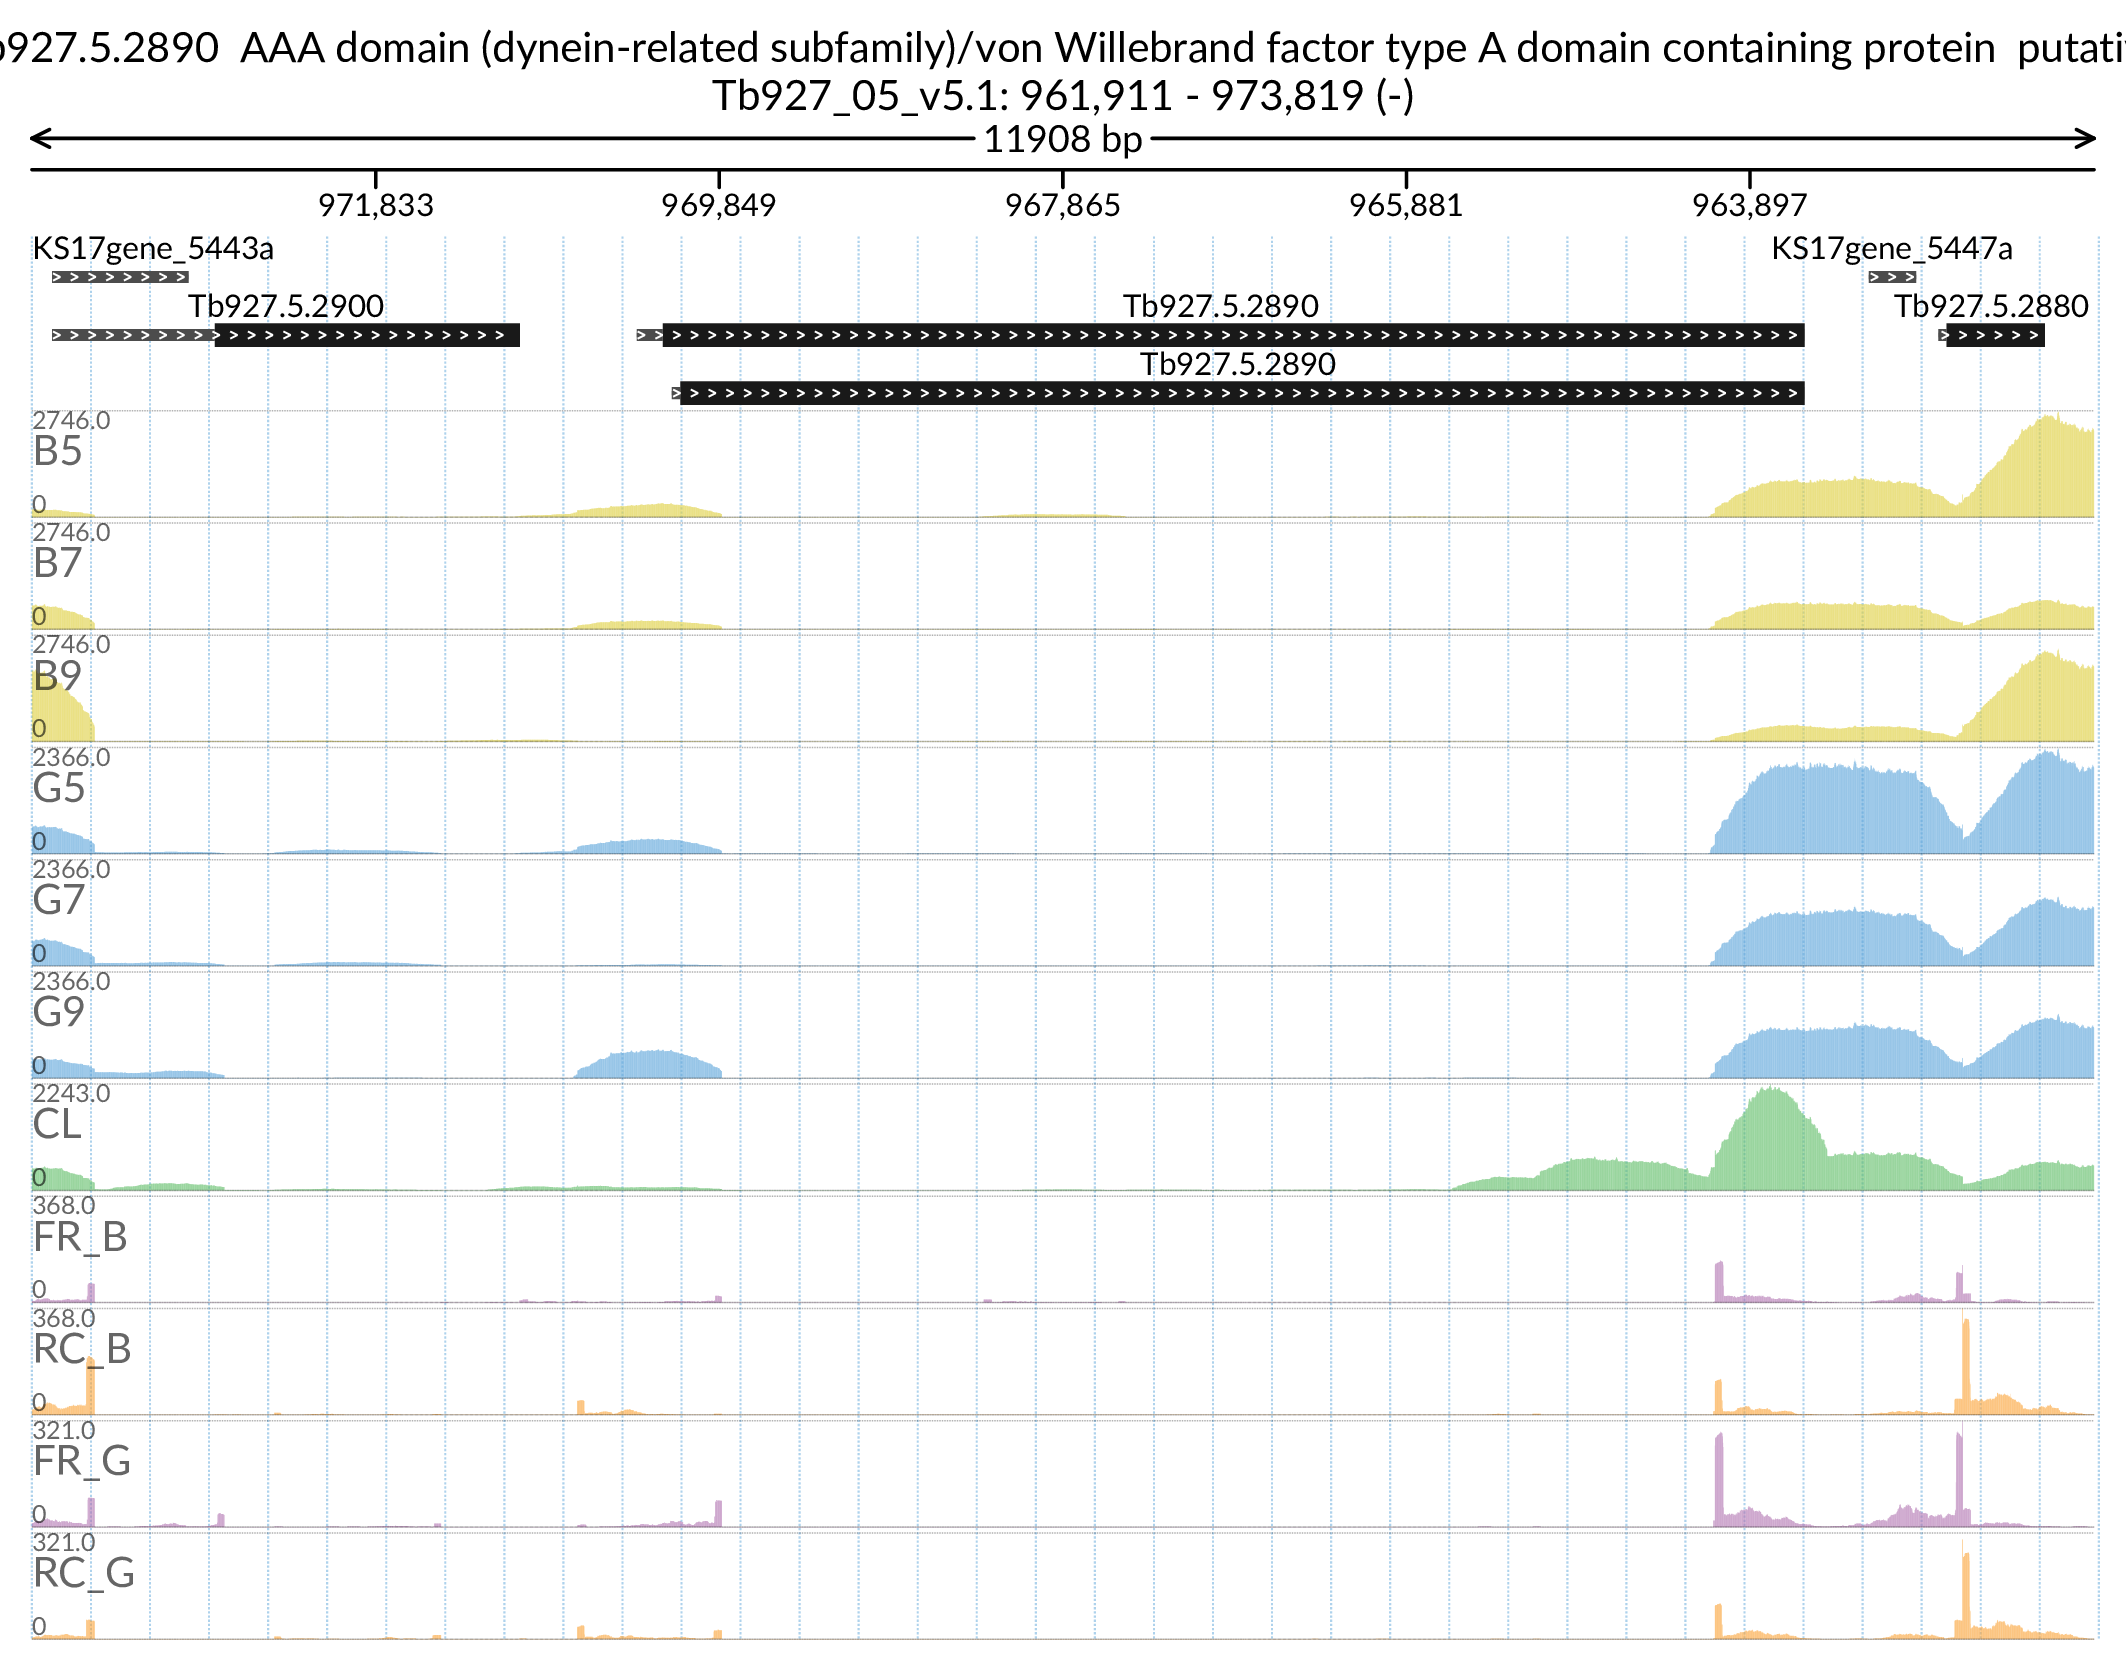 927.5.2890 AAA domain (dynein-related subfamily)/von Willebrand factor type A domain containing protein putati
Tb927_05_v5.1: 961,911 - 973,819 (-)
11908 bp
971,833 969,849 967,865 965,881 963,897
KS17gene_5443a KS17gene_5447a
Tb927.5.2900 Tb927.5.2890 Tb927.5.2880
Tb927.5.2890
2746.0
B5
0
2746.0
B7
0
2746.0
B9
0
2366.0
G5
0
2366.0
G7
0
2366.0
G9
0
2243.0
CL
0
368.0
FR_B
0
368.0
RC_B
0
321.0
FR_G
0
321.0
RC_G
0